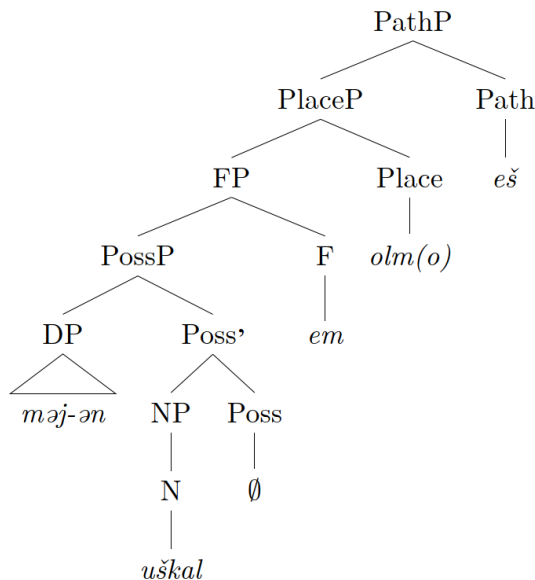 PathP
PlaceP Path
FP Place eš
PossP F olm(o)
DP Poss’ em
məj-ən NP Poss
N ∅
uškal